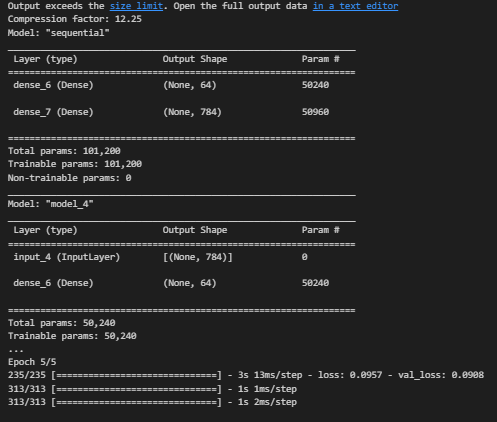 Output exceeds the size limit. Open the full output data in a text editor
Compression factor: 12.25
Model: "sequential"
_________________________________________________________________
Layer (type) Output Shape Param #
=================================================================
dense_6 (Dense) (None, 64) 50240
dense_7 (Dense) (None, 784) 50960
=================================================================
Total params: 101,200
Trainable params: 101,200
Non-trainable params: 0
_________________________________________________________________
Model: "model_4"
_________________________________________________________________
Layer (type) Output Shape Param #
=================================================================
input_4 (InputLayer) [(None, 784)] 0
dense_6 (Dense) (None, 64) 50240
=================================================================
Total params: 50,240
Trainable params: 50,240
...
Epoch 5/5
235/235 [==============================] - 3s 13ms/step - loss: 0.0957 - val_loss: 0.0908
313/313 [==============================] - 1s 1ms/step
313/313 [==============================] - 1s 2ms/step